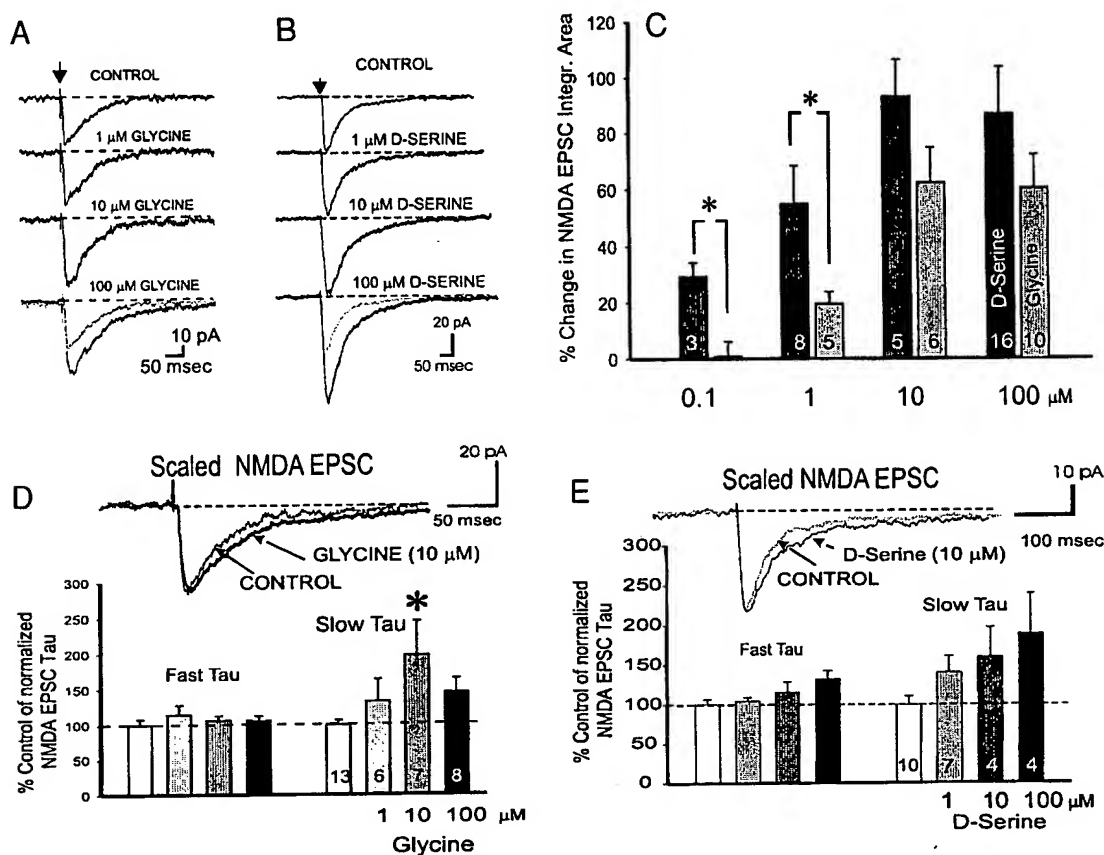 A
CONTROL
1 µM GLYCINE
10 µM GLYCINE
100 µM GLYCINE
10 pA
50 msec
B
CONTROL
1 µM D-SERINE
10 µM D-SERINE
100 µM D-SERINE
20 pA
50 msec
C
% Change in NMDA EPSC Integr. Area
120
100
80
60
40
20
0
*
*
3
8
5
5
6
16
10
D-Serine
Glycine
0.1
1
10
100 µM
D
Scaled NMDA EPSC
20 pA
50 msec
GLYCINE (10 µM)
CONTROL
% Control of normalized
NMDA EPSC Tau
300
250
200
150
100
50
0
Fast Tau
Slow Tau
*
13
6
7
8
1 10 100 µM
Glycine
E
Scaled NMDA EPSC
10 pA
100 msec
D-Serine (10 µM)
CONTROL
% Control of normalized
NMDA EPSC Tau
300
250
200
150
100
50
0
Fast Tau
Slow Tau
10
7
4
4
1 10 100 µM
D-Serine